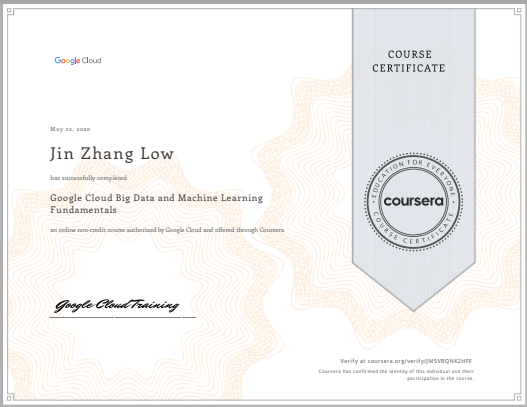 Google Cloud
COURSE
CERTIFICATE
May 22, 2020
Jin Zhang Low
has successfully completed
Google Cloud Big Data and Machine Learning
Fundamentals
an online non-credit course authorized by Google Cloud and offered through Coursera
EDUCATION FOR EVERYONE
coursera
COURSE CERTIFICATE
Google Cloud Training
Verify at coursera.org/verify/JM5VBQNK2HFE
Coursera has confirmed the identity of this individual and their
participation in the course.